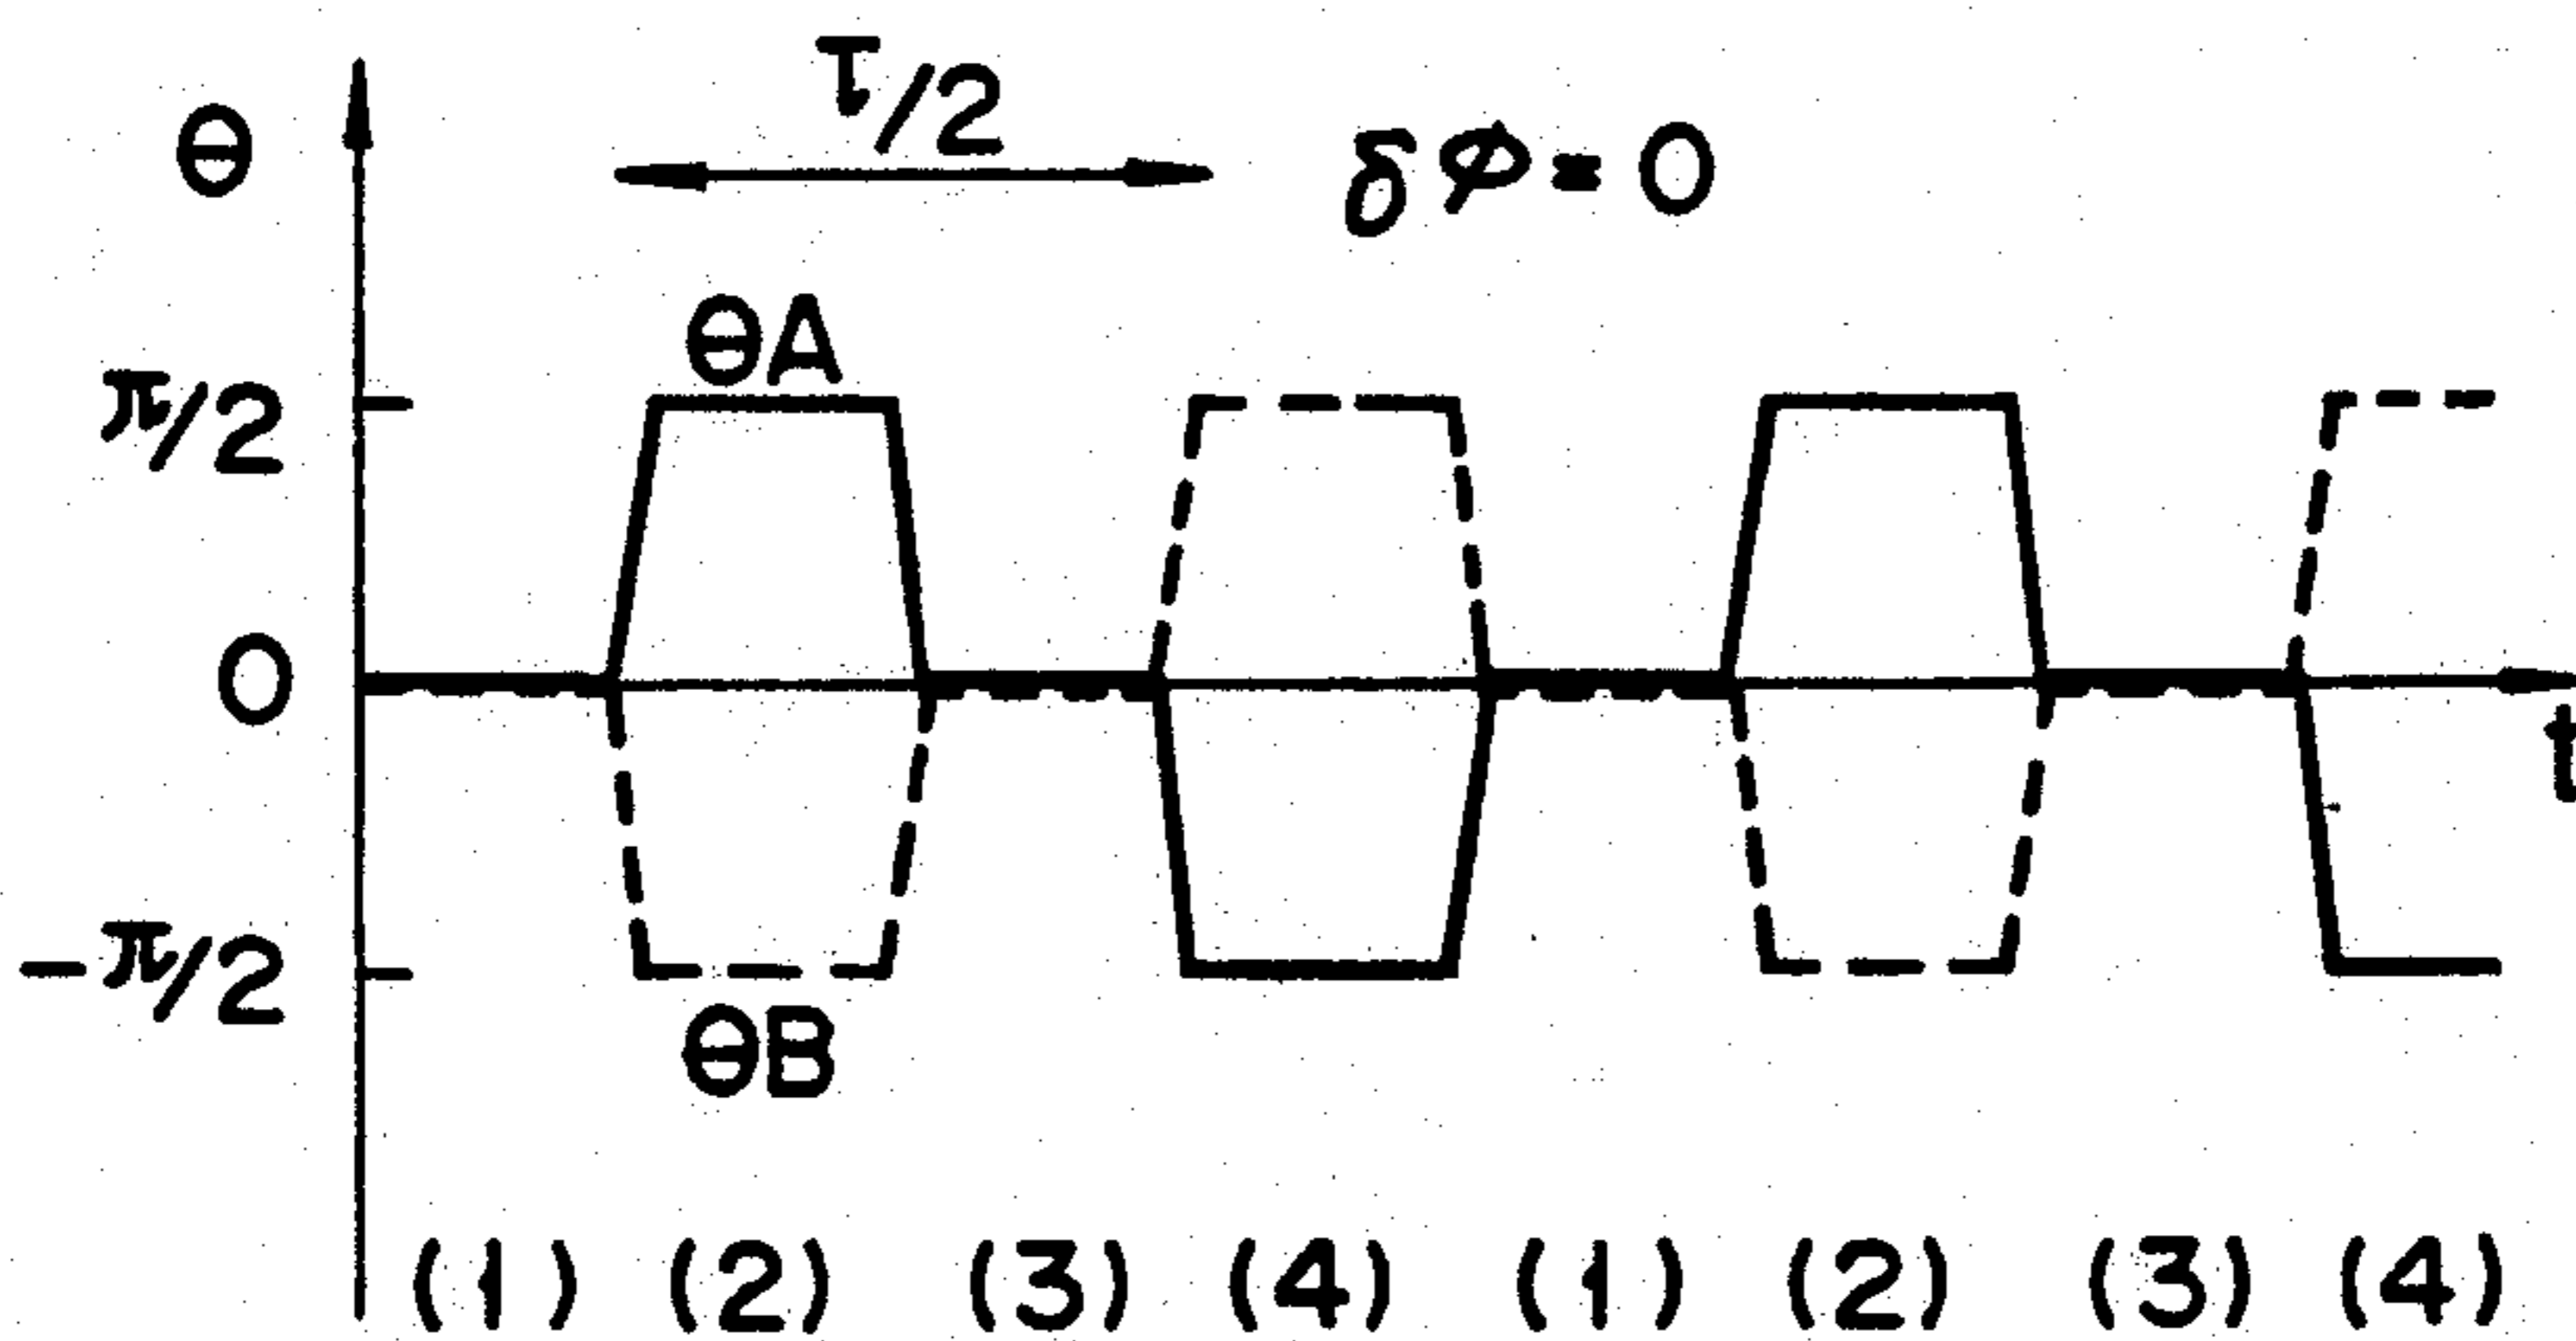 θ
τ/2
δφ=0
θA
π/2
0
-π/2
θB
t
(1) (2) (3) (4) (1) (2) (3) (4)